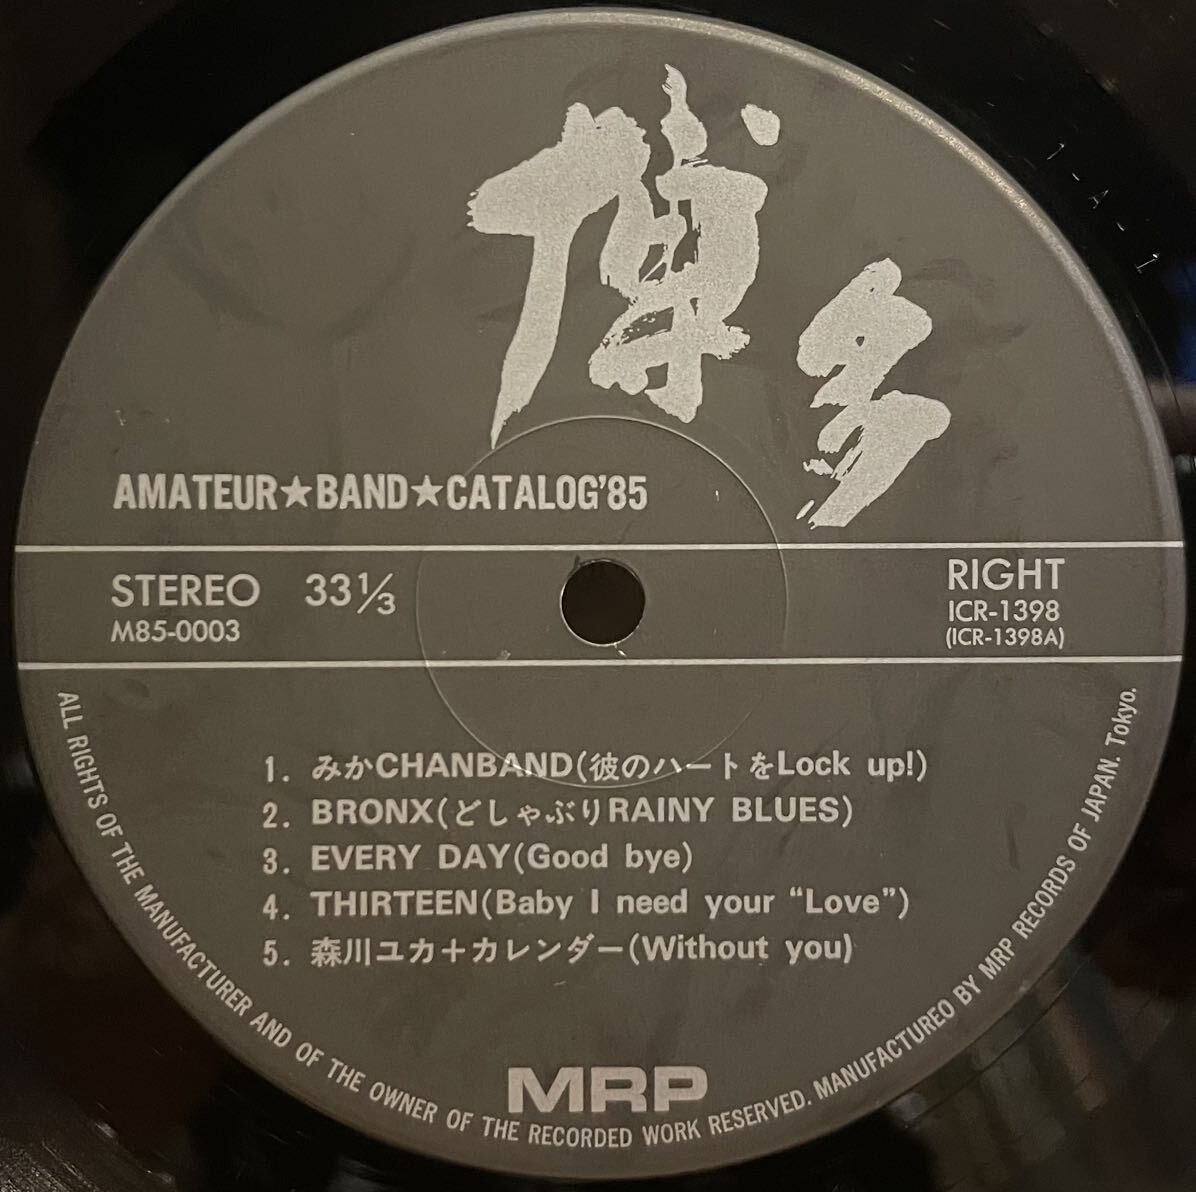 博多
AMATEUR★BAND★CATALOG'85
STEREO 33⅓
M85-0003
RIGHT
ICR-1398
(ICR-1398A)
1. みかCHANBAND(彼のハートをLock up!)
2. BRONX(どしゃぶりRAINY BLUES)
3. EVERY DAY(Good bye)
4. THIRTEEN(Baby I need your “Love”)
5. 森川ユカ+カレンダー(Without you)
MRP
ALL RIGHTS OF THE MANUFACTURER AND OF THE OWNER OF THE RECORDED WORK RESERVED. MANUFACTUREO BY MRP RECORDS OF JAPAN. Tokyo.
1-A-1